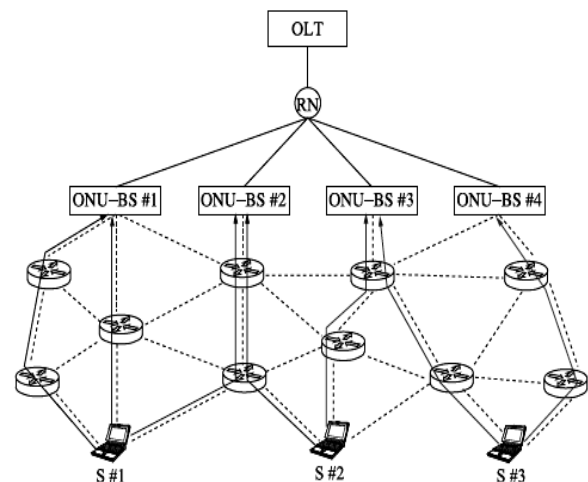 OLT
RN
ONU–BS #1 ONU–BS #2 ONU–BS #3 ONU–BS #4
S #1 S #2 S #3